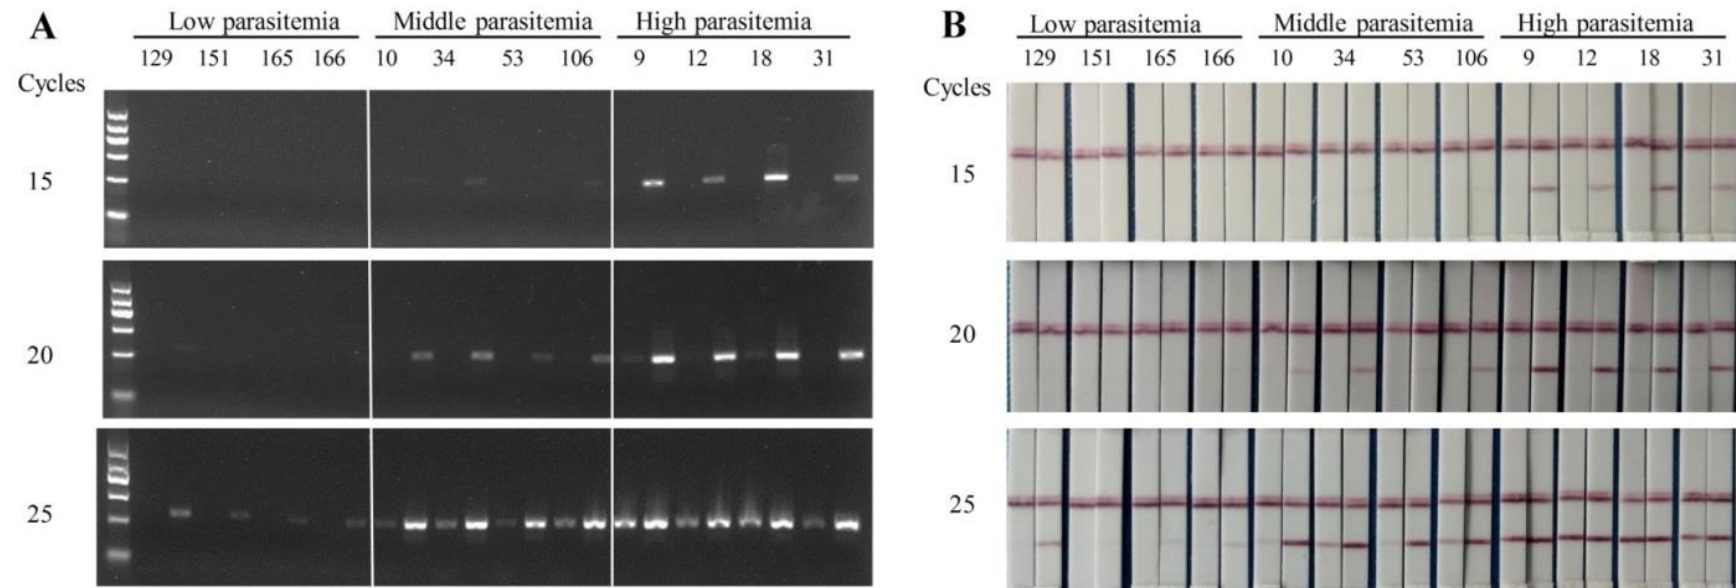 A
Low parasitemia Middle parasitemia High parasitemia
129 151 165 166 10 34 53 106 9 12 18 31
Cycles
15
20
25
B
Low parasitemia Middle parasitemia High parasitemia
129 151 165 166 10 34 53 106 9 12 18 31
Cycles
15
20
25